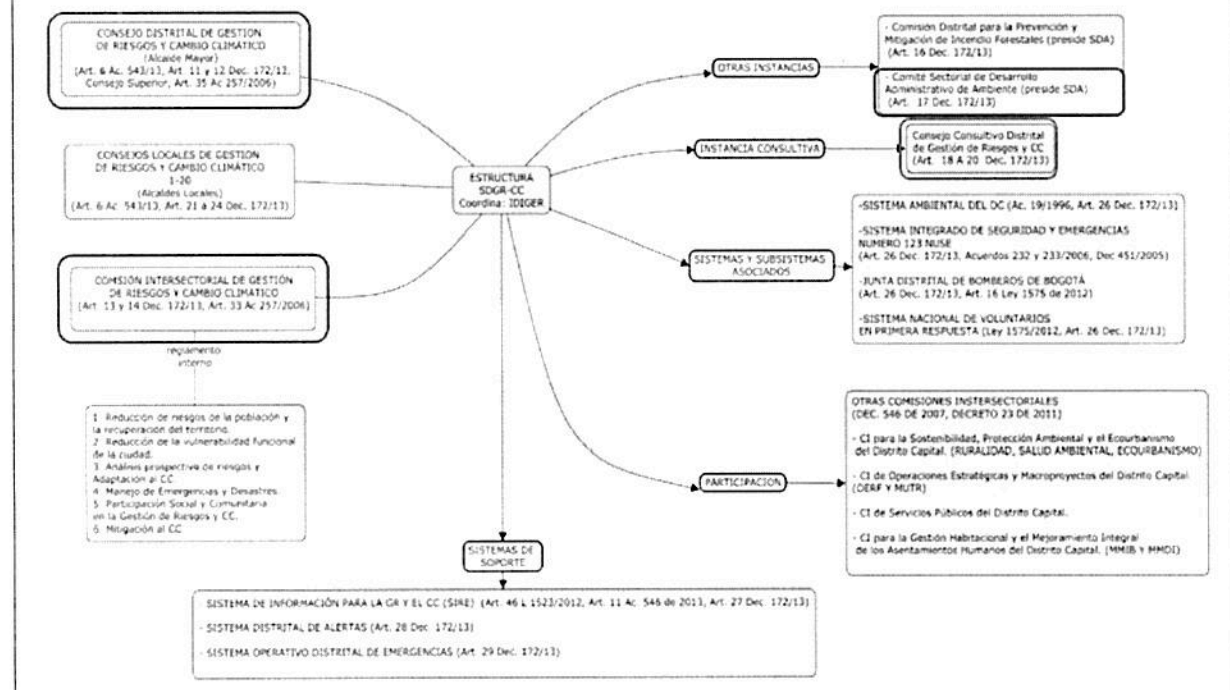 CONSEJO DISTRITAL DE GESTION
DE RIESGOS Y CAMBIO CLIMÁTICO
(Alcalde Mayor)
(Art. 6 Ac. 543/13, Art. 11 y 12 Dec. 172/13,
Consejo Superior, Art. 35 Ac 257/2006)
CONSEJOS LOCALES DE GESTION
DE RIESGOS Y CAMBIO CLIMÁTICO
1-20
(Alcaldes Locales)
(Art. 6 Ac. 543/13, Art. 21 a 24 Dec. 172/13)
COMSIÓN INTERSECTORIAL DE GESTIÓN
DE RIESGOS Y CAMBIO CLIMÁTICO
(Art 13 y 14 Dec. 172/13, Art. 33 Ac 257/2006)
reglamento
interno
1 Reducción de riesgos de la población y
la recuperación del territorio.
2 Reducción de la vulnerabilidad funcional
de la ciudad.
3 Análisis prospectivo de riesgos y
Adaptación al CC.
4 Manejo de Emergencias y Desastres.
5 Participación Social y Comunitaria
en la Gestión de Riesgos y CC.
6 Mitigación al CC
ESTRUCTURA
SDGR-CC
Coordina: IDIGER
OTRAS INSTANCIAS
- Comisión Distrital para la Prevención y
Mitigación de Incendio Forestales (preside SDA)
(Art. 16 Dec. 172/13)
- Comité Sectorial de Desarrollo
Administrativo de Ambiente (preside SDA)
(Art. 17 Dec. 172/13)
INSTANCIA CONSULTIVA
Consejo Consultivo Distrital
de Gestión de Riesgos y CC
(Art. 18 A 20 Dec. 172/13)
SISTEMAS Y SUBSISTEMAS
ASOCIADOS
-SISTEMA AMBIENTAL DEL DC (Ac. 19/1996, Art. 26 Dec. 172/13)
-SISTEMA INTEGRADO DE SEGURIDAD Y EMERGENCIAS
NUMERO 123 NUSE
(Art. 26 Dec. 172/13, Acuerdos 232 y 233/2006, Dec 451/2005)
-JUNTA DISTRITAL DE BOMBEROS DE BOGOTÁ
(Art. 26 Dec. 172/13, Art. 16 Ley 1575 de 2012)
-SISTEMA NACIONAL DE VOLUNTARIOS
EN PRIMERA RESPUESTA (Ley 1575/2012, Art. 26 Dec. 172/13)
PARTICIPACION
OTRAS COMISIONES INSTERSECTORIALES
(DEC. 546 DE 2007, DECRETO 23 DE 2011)
- CI para la Sostenibilidad, Protección Ambiental y el Ecourbanismo
del Distrito Capital. (RURALIDAD, SALUD AMBIENTAL, ECOURBANISMO)
- CI de Operaciones Estratégicas y Macroproyectos del Distrito Capital.
(OERF Y MUTR)
- CI de Servicios Públicos del Distrito Capital.
- CI para la Gestión Habitacional y el Mejoramiento Integral
de los Asentamientos Humanos del Distrito Capital. (MMIB Y MMDI)
SISTEMAS DE
SOPORTE
- SISTEMA DE INFORMACIÓN PARA LA GR Y EL CC (SIRE) (Art. 46 L 1523/2012, Art. 11 Ac. 546 de 2013, Art. 27 Dec. 172/13)
- SISTEMA DISTRITAL DE ALERTAS (Art. 28 Dec. 172/13)
- SISTEMA OPERATIVO DISTRITAL DE EMERGENCIAS (Art. 29 Dec. 172/13)